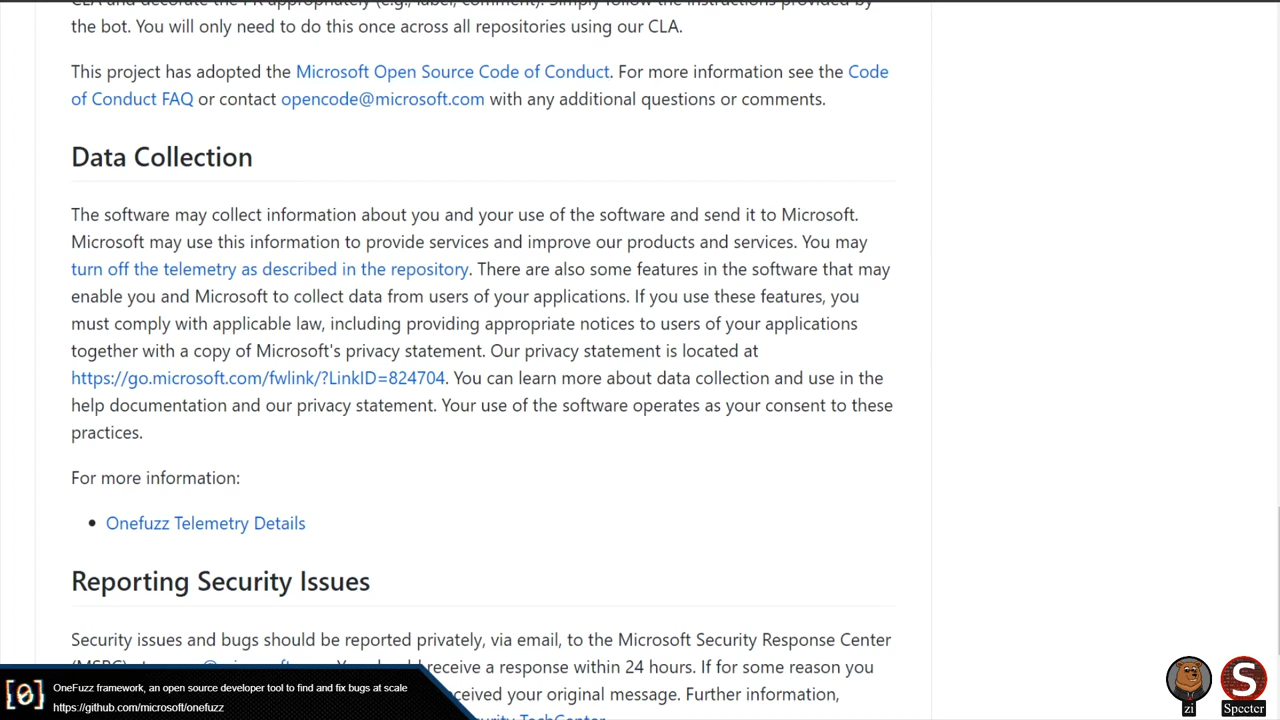 CLA and decorate the PR appropriately (e.g., label, comment). Simply follow the instructions provided by
the bot. You will only need to do this once across all repositories using our CLA.
This project has adopted the Microsoft Open Source Code of Conduct. For more information see the Code
of Conduct FAQ or contact opencode@microsoft.com with any additional questions or comments.
Data Collection
The software may collect information about you and your use of the software and send it to Microsoft.
Microsoft may use this information to provide services and improve our products and services. You may
turn off the telemetry as described in the repository. There are also some features in the software that may
enable you and Microsoft to collect data from users of your applications. If you use these features, you
must comply with applicable law, including providing appropriate notices to users of your applications
together with a copy of Microsoft's privacy statement. Our privacy statement is located at
https://go.microsoft.com/fwlink/?LinkID=824704. You can learn more about data collection and use in the
help documentation and our privacy statement. Your use of the software operates as your consent to these
practices.
For more information:
• Onefuzz Telemetry Details
Reporting Security Issues
Security issues and bugs should be reported privately, via email, to the Microsoft Security Response Center
receive a response within 24 hours. If for some reason you
received your original message. Further information,
TechCenter
[0]
OneFuzz framework, an open source developer tool to find and fix bugs at scale
https://github.com/microsoft/onefuzz
zi
S
Specter